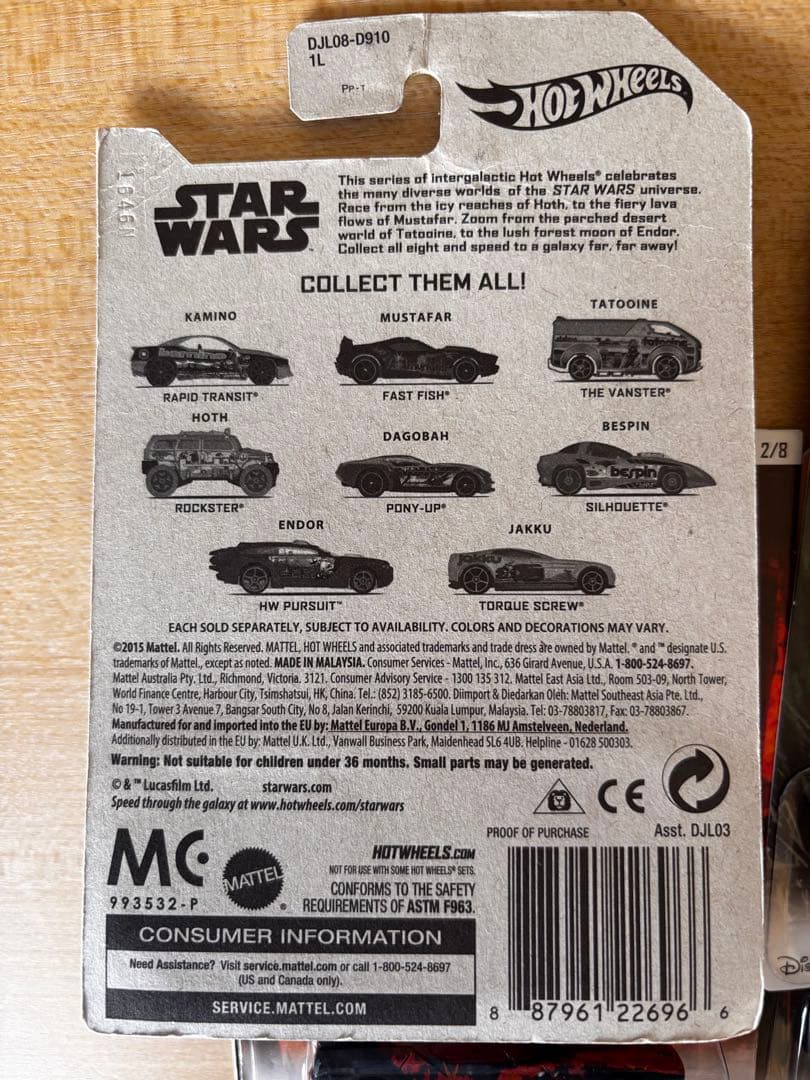 DJL08-D910
1L
PP-1
HOT WHEELS
1646N
STAR
WARS™
This series of intergalactic Hot Wheels® celebrates
the many diverse worlds of the STAR WARS universe.
Race from the icy reaches of Hoth, to the fiery lava
flows of Mustafar. Zoom from the parched desert
world of Tatooine, to the lush forest moon of Endor.
Collect all eight and speed to a galaxy far, far away!
COLLECT THEM ALL!
KAMINO
MUSTAFAR
TATOOINE
kamino
tatooine
RAPID TRANSIT®
FAST FISH®
THE VANSTER®
HOTH
DAGOBAH
BESPIN
bespin
2/8
ROCKSTER®
PONY-UP®
SILHOUETTE®
ENDOR
JAKKU
jakku
HW PURSUIT™
TORQUE SCREW®
EACH SOLD SEPARATELY, SUBJECT TO AVAILABILITY. COLORS AND DECORATIONS MAY VARY.
©2015 Mattel. All Rights Reserved. MATTEL, HOT WHEELS and associated trademarks and trade dress are owned by Mattel. ® and ™ designate U.S.
trademarks of Mattel, except as noted. MADE IN MALAYSIA. Consumer Services - Mattel, Inc., 636 Girard Avenue, U.S.A. 1-800-524-8697.
Mattel Australia Pty. Ltd., Richmond, Victoria. 3121. Consumer Advisory Service - 1300 135 312. Mattel East Asia Ltd., Room 503-09, North Tower,
World Finance Centre, Harbour City, Tsimshatsui, HK, China. Tel.: (852) 3185-6500. Diimport & Diedarkan Oleh: Mattel Southeast Asia Pte. Ltd.,
No 19-1, Tower 3 Avenue 7, Bangsar South City, No 8, Jalan Kerinchi, 59200 Kuala Lumpur, Malaysia. Tel: 03-78803817, Fax: 03-78803867.
Manufactured for and imported into the EU by: Mattel Europa B.V., Gondel 1, 1186 MJ Amstelveen, Nederland.
Additionally distributed in the EU by: Mattel U.K. Ltd., Vanwall Business Park, Maidenhead SL6 4UB. Helpline - 01628 500303.
Warning: Not suitable for children under 36 months. Small parts may be generated.
© & ™ Lucasfilm Ltd. starwars.com
Speed through the galaxy at www.hotwheels.com/starwars
CE
PROOF OF PURCHASE
Asst. DJL03
MC
993532-P
MATTEL®
HOTWHEELS.COM
NOT FOR USE WITH SOME HOT WHEELS® SETS.
CONFORMS TO THE SAFETY
REQUIREMENTS OF ASTM F963.
CONSUMER INFORMATION
Need Assistance? Visit service.mattel.com or call 1-800-524-8697
(US and Canada only).
SERVICE.MATTEL.COM
8 87961 22696 6
Dis